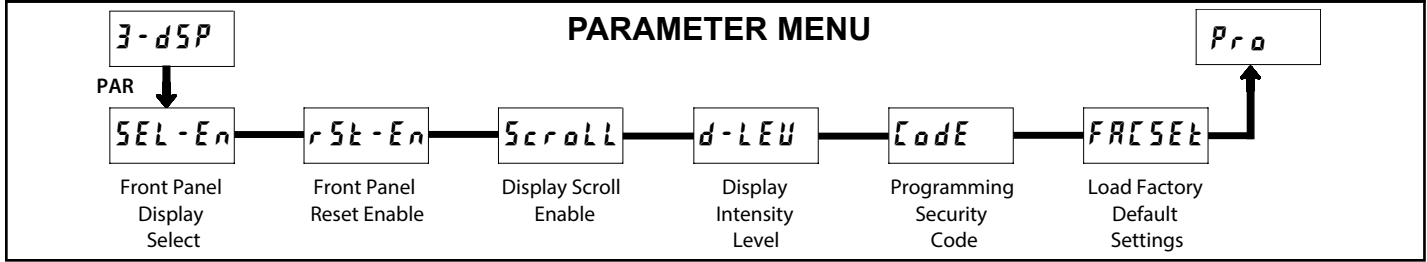 PARAMETER MENU
3-dSP
Pro
PAR
SEL-En
rSt-En
ScroLL
d-LEV
CodE
FACSEt
Front Panel
Display
Select
Front Panel
Reset Enable
Display Scroll
Enable
Display
Intensity
Level
Programming
Security
Code
Load Factory
Default
Settings